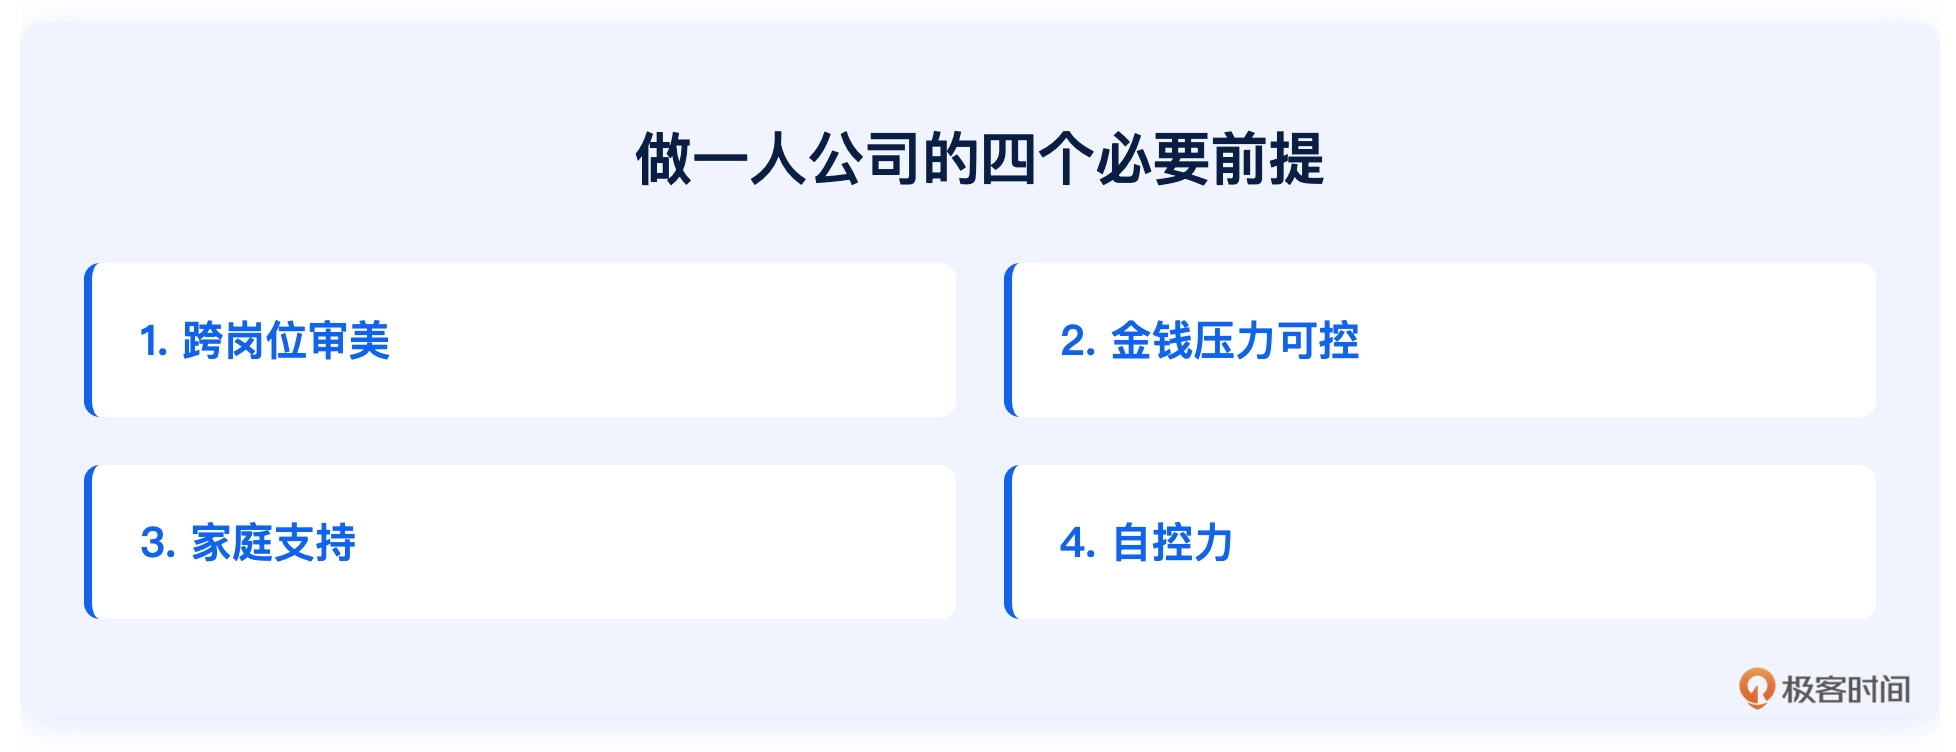 做一人公司的四个必要前提
1. 跨岗位审美
2. 金钱压力可控
3. 家庭支持
4. 自控力
极客时间